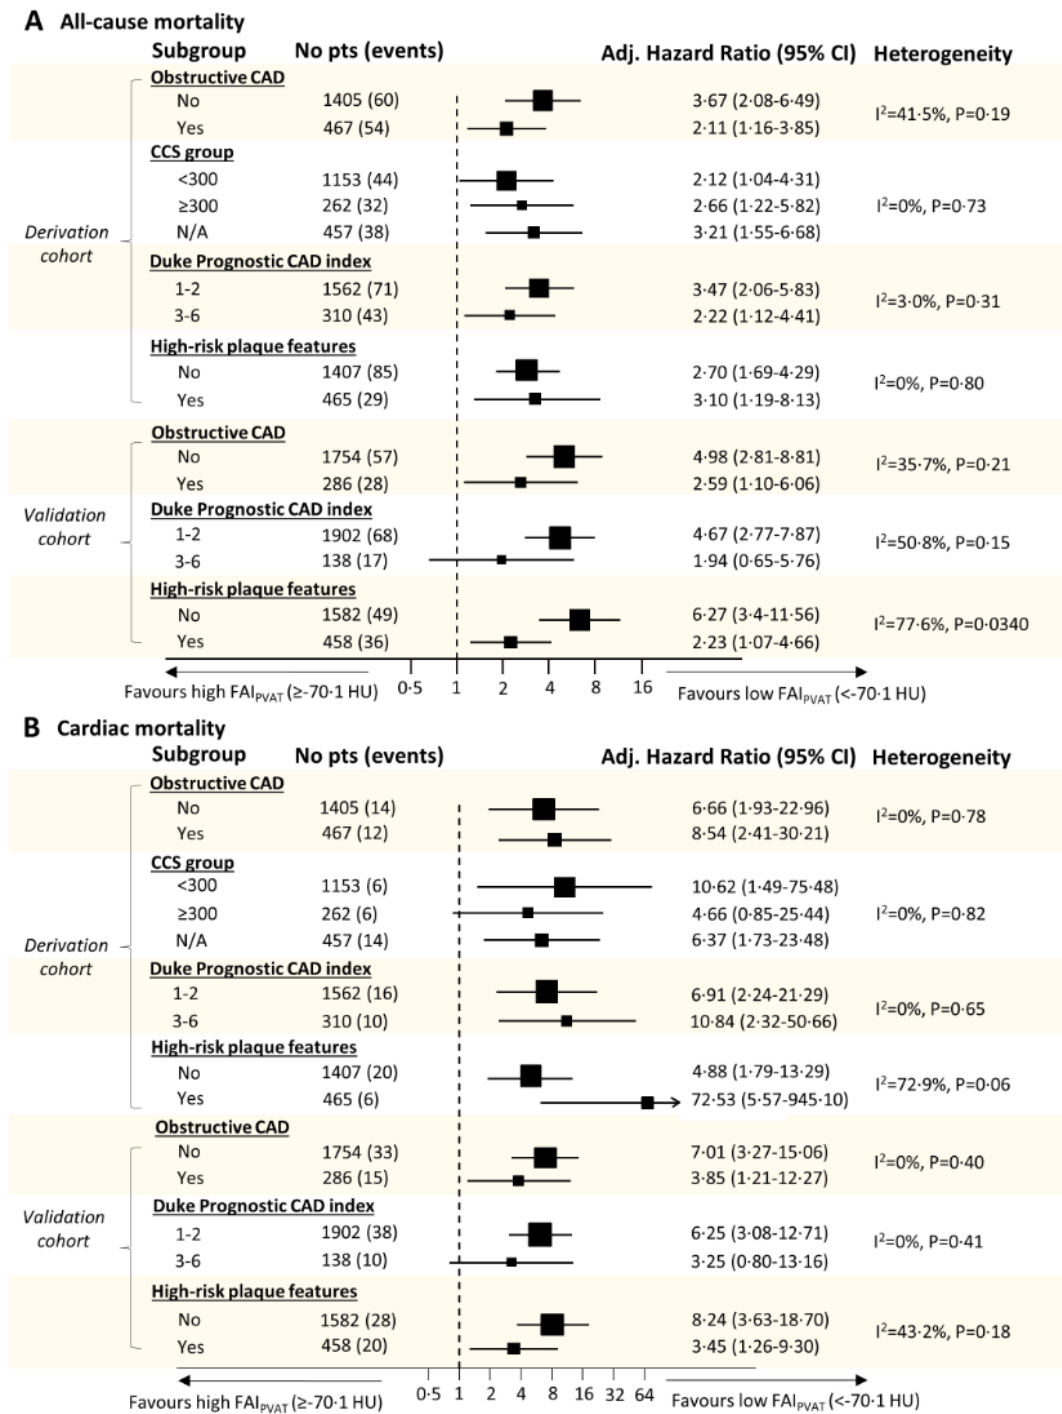 A All-cause mortality
Subgroup No pts (events) Adj. Hazard Ratio (95% CI) Heterogeneity
Obstructive CAD
No 1405 (60) 3·67 (2·08-6·49)
I²=41·5%, P=0·19
Yes 467 (54) 2·11 (1·16-3·85)
CCS group
<300 1153 (44) 2·12 (1·04-4·31)
≥300 262 (32) 2·66 (1·22-5·82) I²=0%, P=0·73
N/A 457 (38) 3·21 (1·55-6·68)
Derivation
cohort
Duke Prognostic CAD index
1-2 1562 (71) 3·47 (2·06-5·83)
I²=3·0%, P=0·31
3-6 310 (43) 2·22 (1·12-4·41)
High-risk plaque features
No 1407 (85) 2·70 (1·69-4·29)
I²=0%, P=0·80
Yes 465 (29) 3·10 (1·19-8·13)
Obstructive CAD
No 1754 (57) 4·98 (2·81-8·81)
I²=35·7%, P=0·21
Yes 286 (28) 2·59 (1·10-6·06)
Validation
cohort
Duke Prognostic CAD index
1-2 1902 (68) 4·67 (2·77-7·87)
I²=50·8%, P=0·15
3-6 138 (17) 1·94 (0·65-5·76)
High-risk plaque features
No 1582 (49) 6·27 (3·4-11·56)
I²=77·6%, P=0·0340
Yes 458 (36) 2·23 (1·07-4·66)
Favours high FAIPVAT (≥-70·1 HU) 0·5 1 2 4 8 16 Favours low FAIPVAT (<-70·1 HU)
B Cardiac mortality
Subgroup No pts (events) Adj. Hazard Ratio (95% CI) Heterogeneity
Obstructive CAD
No 1405 (14) 6·66 (1·93-22·96)
I²=0%, P=0·78
Yes 467 (12) 8·54 (2·41-30·21)
CCS group
<300 1153 (6) 10·62 (1·49-75·48)
≥300 262 (6) 4·66 (0·85-25·44) I²=0%, P=0·82
N/A 457 (14) 6·37 (1·73-23·48)
Derivation
cohort
Duke Prognostic CAD index
1-2 1562 (16) 6·91 (2·24-21·29)
I²=0%, P=0·65
3-6 310 (10) 10·84 (2·32-50·66)
High-risk plaque features
No 1407 (20) 4·88 (1·79-13·29)
I²=72·9%, P=0·06
Yes 465 (6) 72·53 (5·57-945·10)
Obstructive CAD
No 1754 (33) 7·01 (3·27-15·06)
I²=0%, P=0·40
Yes 286 (15) 3·85 (1·21-12·27)
Validation
cohort
Duke Prognostic CAD index
1-2 1902 (38) 6·25 (3·08-12·71)
I²=0%, P=0·41
3-6 138 (10) 3·25 (0·80-13·16)
High-risk plaque features
No 1582 (28) 8·24 (3·63-18·70)
I²=43·2%, P=0·18
Yes 458 (20) 3·45 (1·26-9·30)
Favours high FAIPVAT (≥-70·1 HU) 0·5 1 2 4 8 16 32 64 Favours low FAIPVAT (<-70·1 HU)